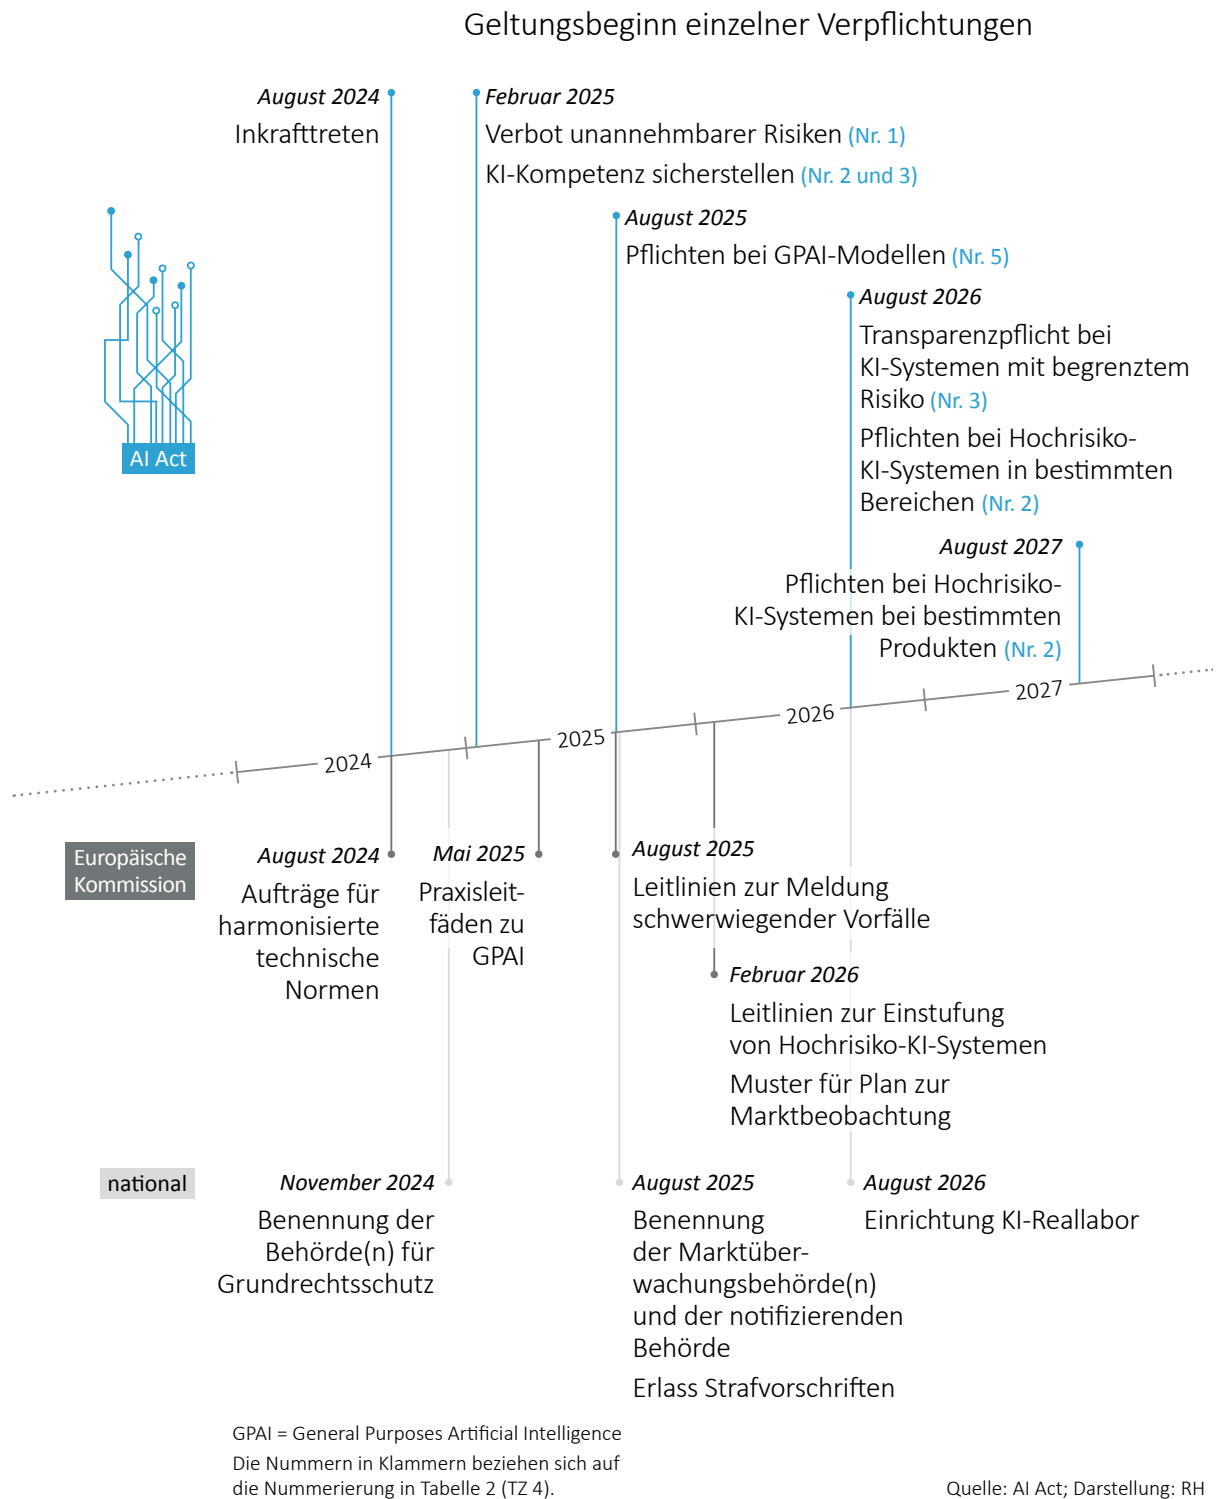 Geltungsbeginn einzelner Verpflichtungen
August 2024
Inkrafttreten
Februar 2025
Verbot unannehmbarer Risiken (Nr. 1)
KI-Kompetenz sicherstellen (Nr. 2 und 3)
August 2025
Pflichten bei GPAI-Modellen (Nr. 5)
August 2026
Transparenzpflicht bei
KI-Systemen mit begrenztem
Risiko (Nr. 3)
Pflichten bei Hochrisiko-
KI-Systemen in bestimmten
Bereichen (Nr. 2)
AI Act
August 2027
Pflichten bei Hochrisiko-
KI-Systemen bei bestimmten
Produkten (Nr. 2)
2024
2025
2026
2027
Europäische
Kommission
August 2024
Aufträge für
harmonisierte
technische
Normen
Mai 2025
Praxisleit-
fäden zu
GPAI
August 2025
Leitlinien zur Meldung
schwerwiegender Vorfälle
Februar 2026
Leitlinien zur Einstufung
von Hochrisiko-KI-Systemen
Muster für Plan zur
Marktbeobachtung
national
November 2024
Benennung der
Behörde(n) für
Grundrechtsschutz
August 2025
Benennung
der Marktüber-
wachungsbehörde(n)
und der notifizierenden
Behörde
Erlass Strafvorschriften
August 2026
Einrichtung KI-Reallabor
GPAI = General Purposes Artificial Intelligence
Die Nummern in Klammern beziehen sich auf
die Nummerierung in Tabelle 2 (TZ 4).
Quelle: AI Act; Darstellung: RH